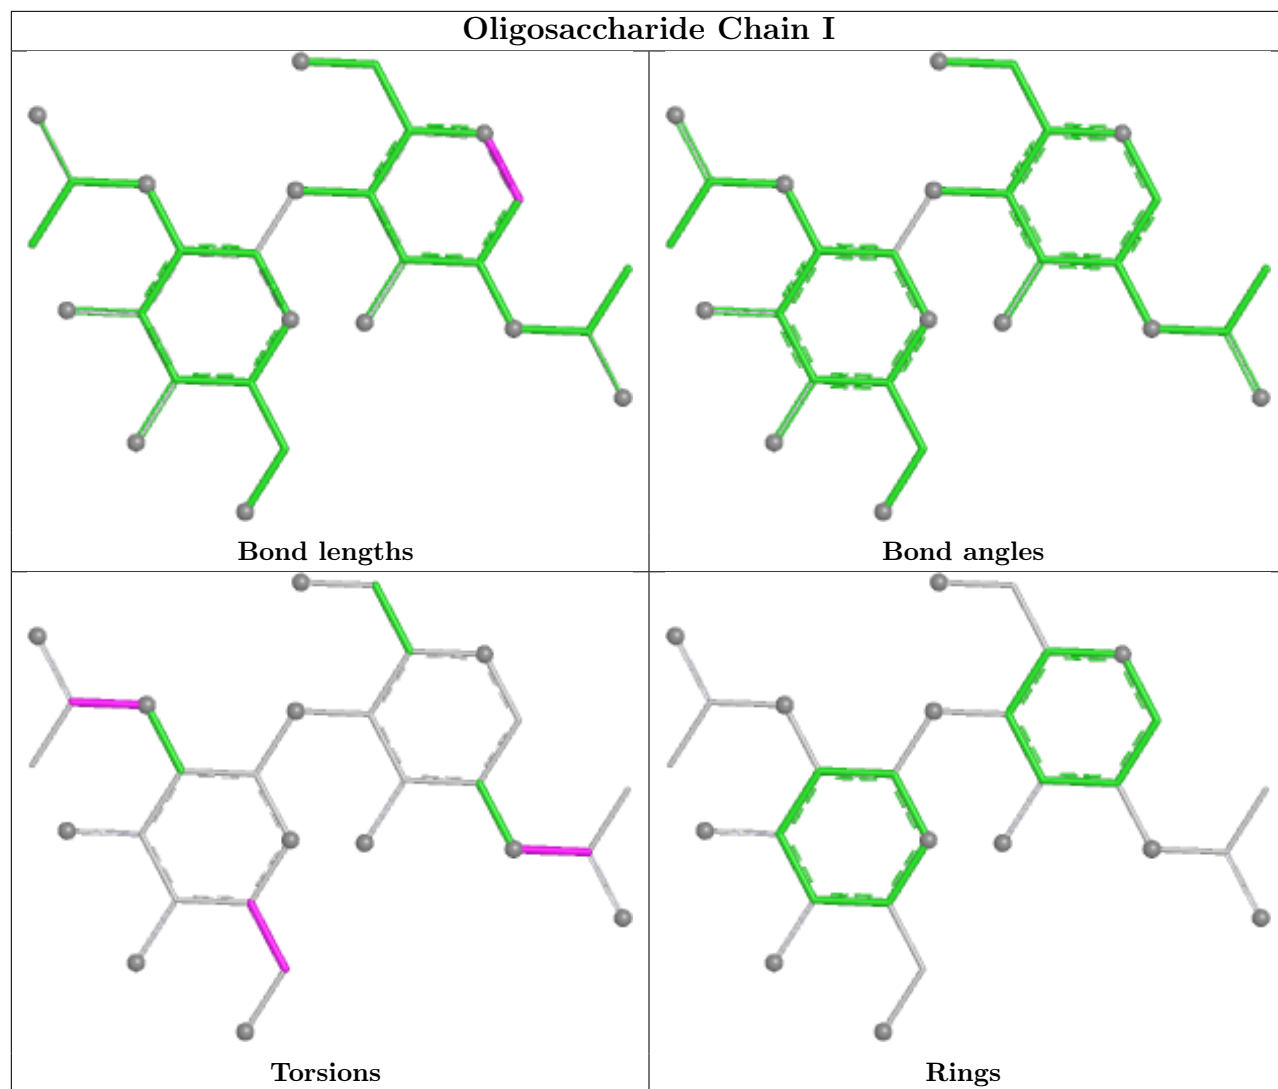 Oligosaccharide Chain I
Bond lengths
Bond angles
Torsions
Rings